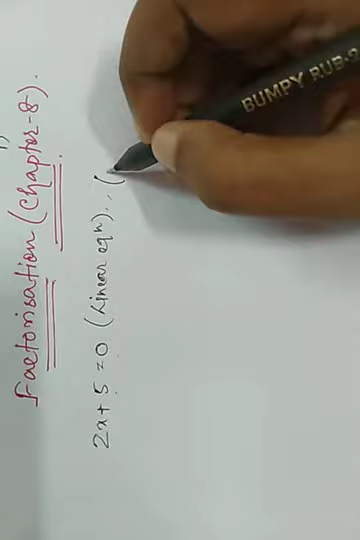 Factorisation (Chapter-8).
2x + 5 = 0 (Linear eqn)., (
BUMPY RUB-